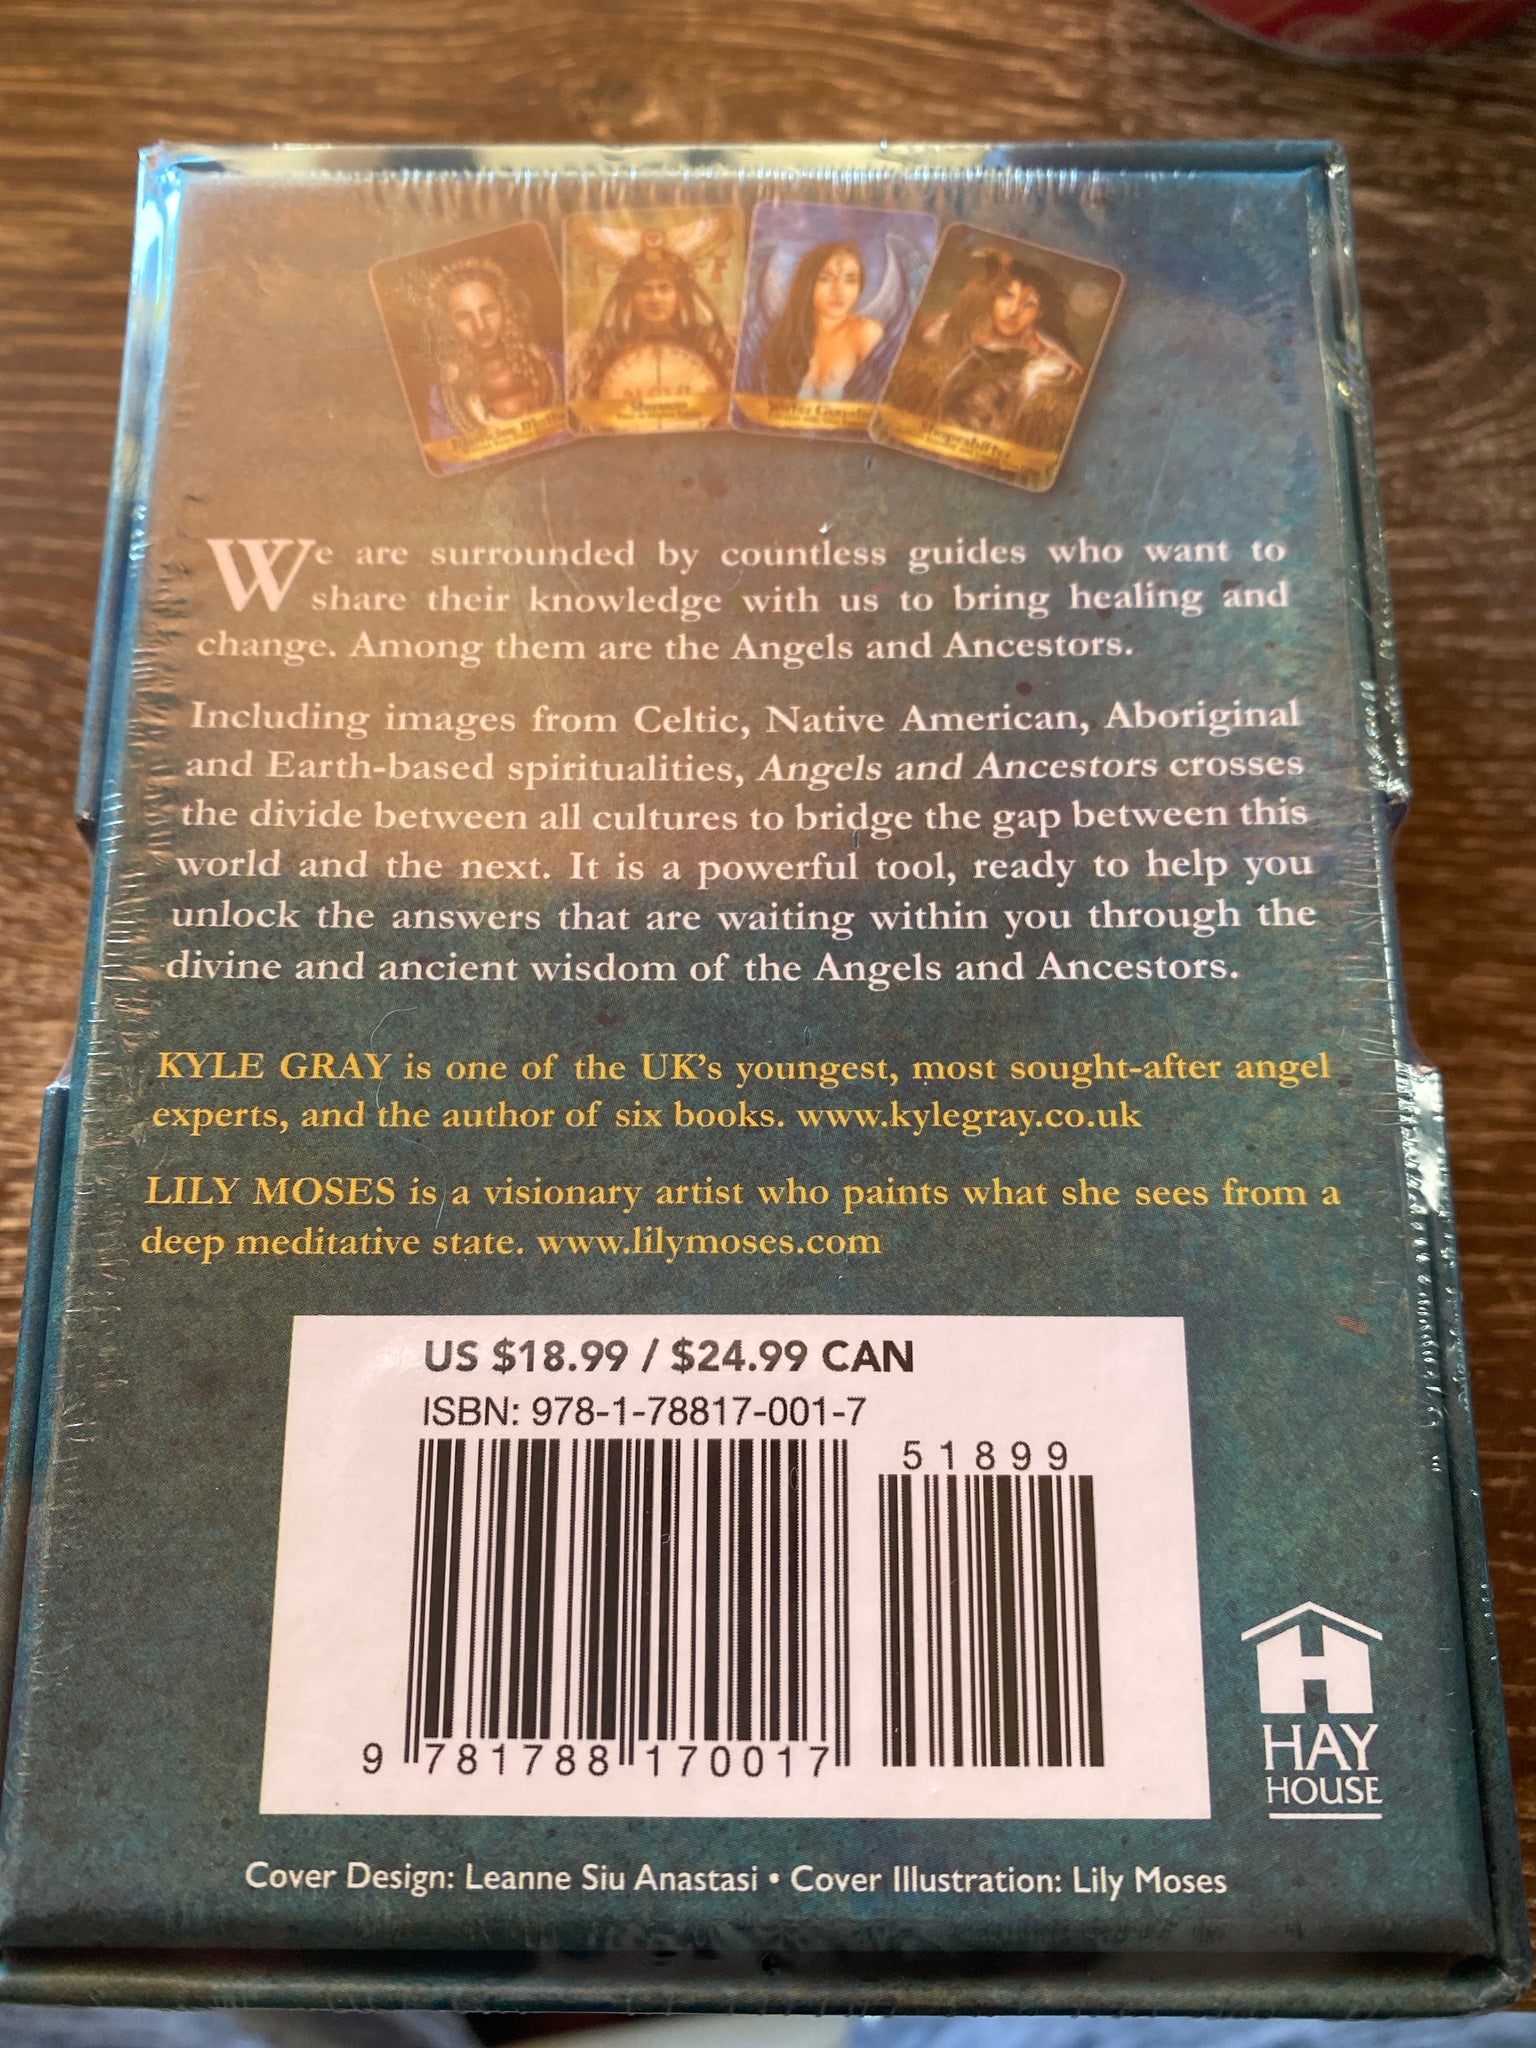 Shaman
Shapeshifter
We are surrounded by countless guides who want to
share their knowledge with us to bring healing and
change. Among them are the Angels and Ancestors.
Including images from Celtic, Native American, Aboriginal
and Earth-based spiritualities, Angels and Ancestors crosses
the divide between all cultures to bridge the gap between this
world and the next. It is a powerful tool, ready to help you
unlock the answers that are waiting within you through the
divine and ancient wisdom of the Angels and Ancestors.
KYLE GRAY is one of the UK's youngest, most sought-after angel
experts, and the author of six books. www.kylegray.co.uk
LILY MOSES is a visionary artist who paints what she sees from a
deep meditative state. www.lilymoses.com
US $18.99 / $24.99 CAN
ISBN: 978-1-78817-001-7
51899
9 781788 170017
HAY
HOUSE
Cover Design: Leanne Siu Anastasi • Cover Illustration: Lily Moses